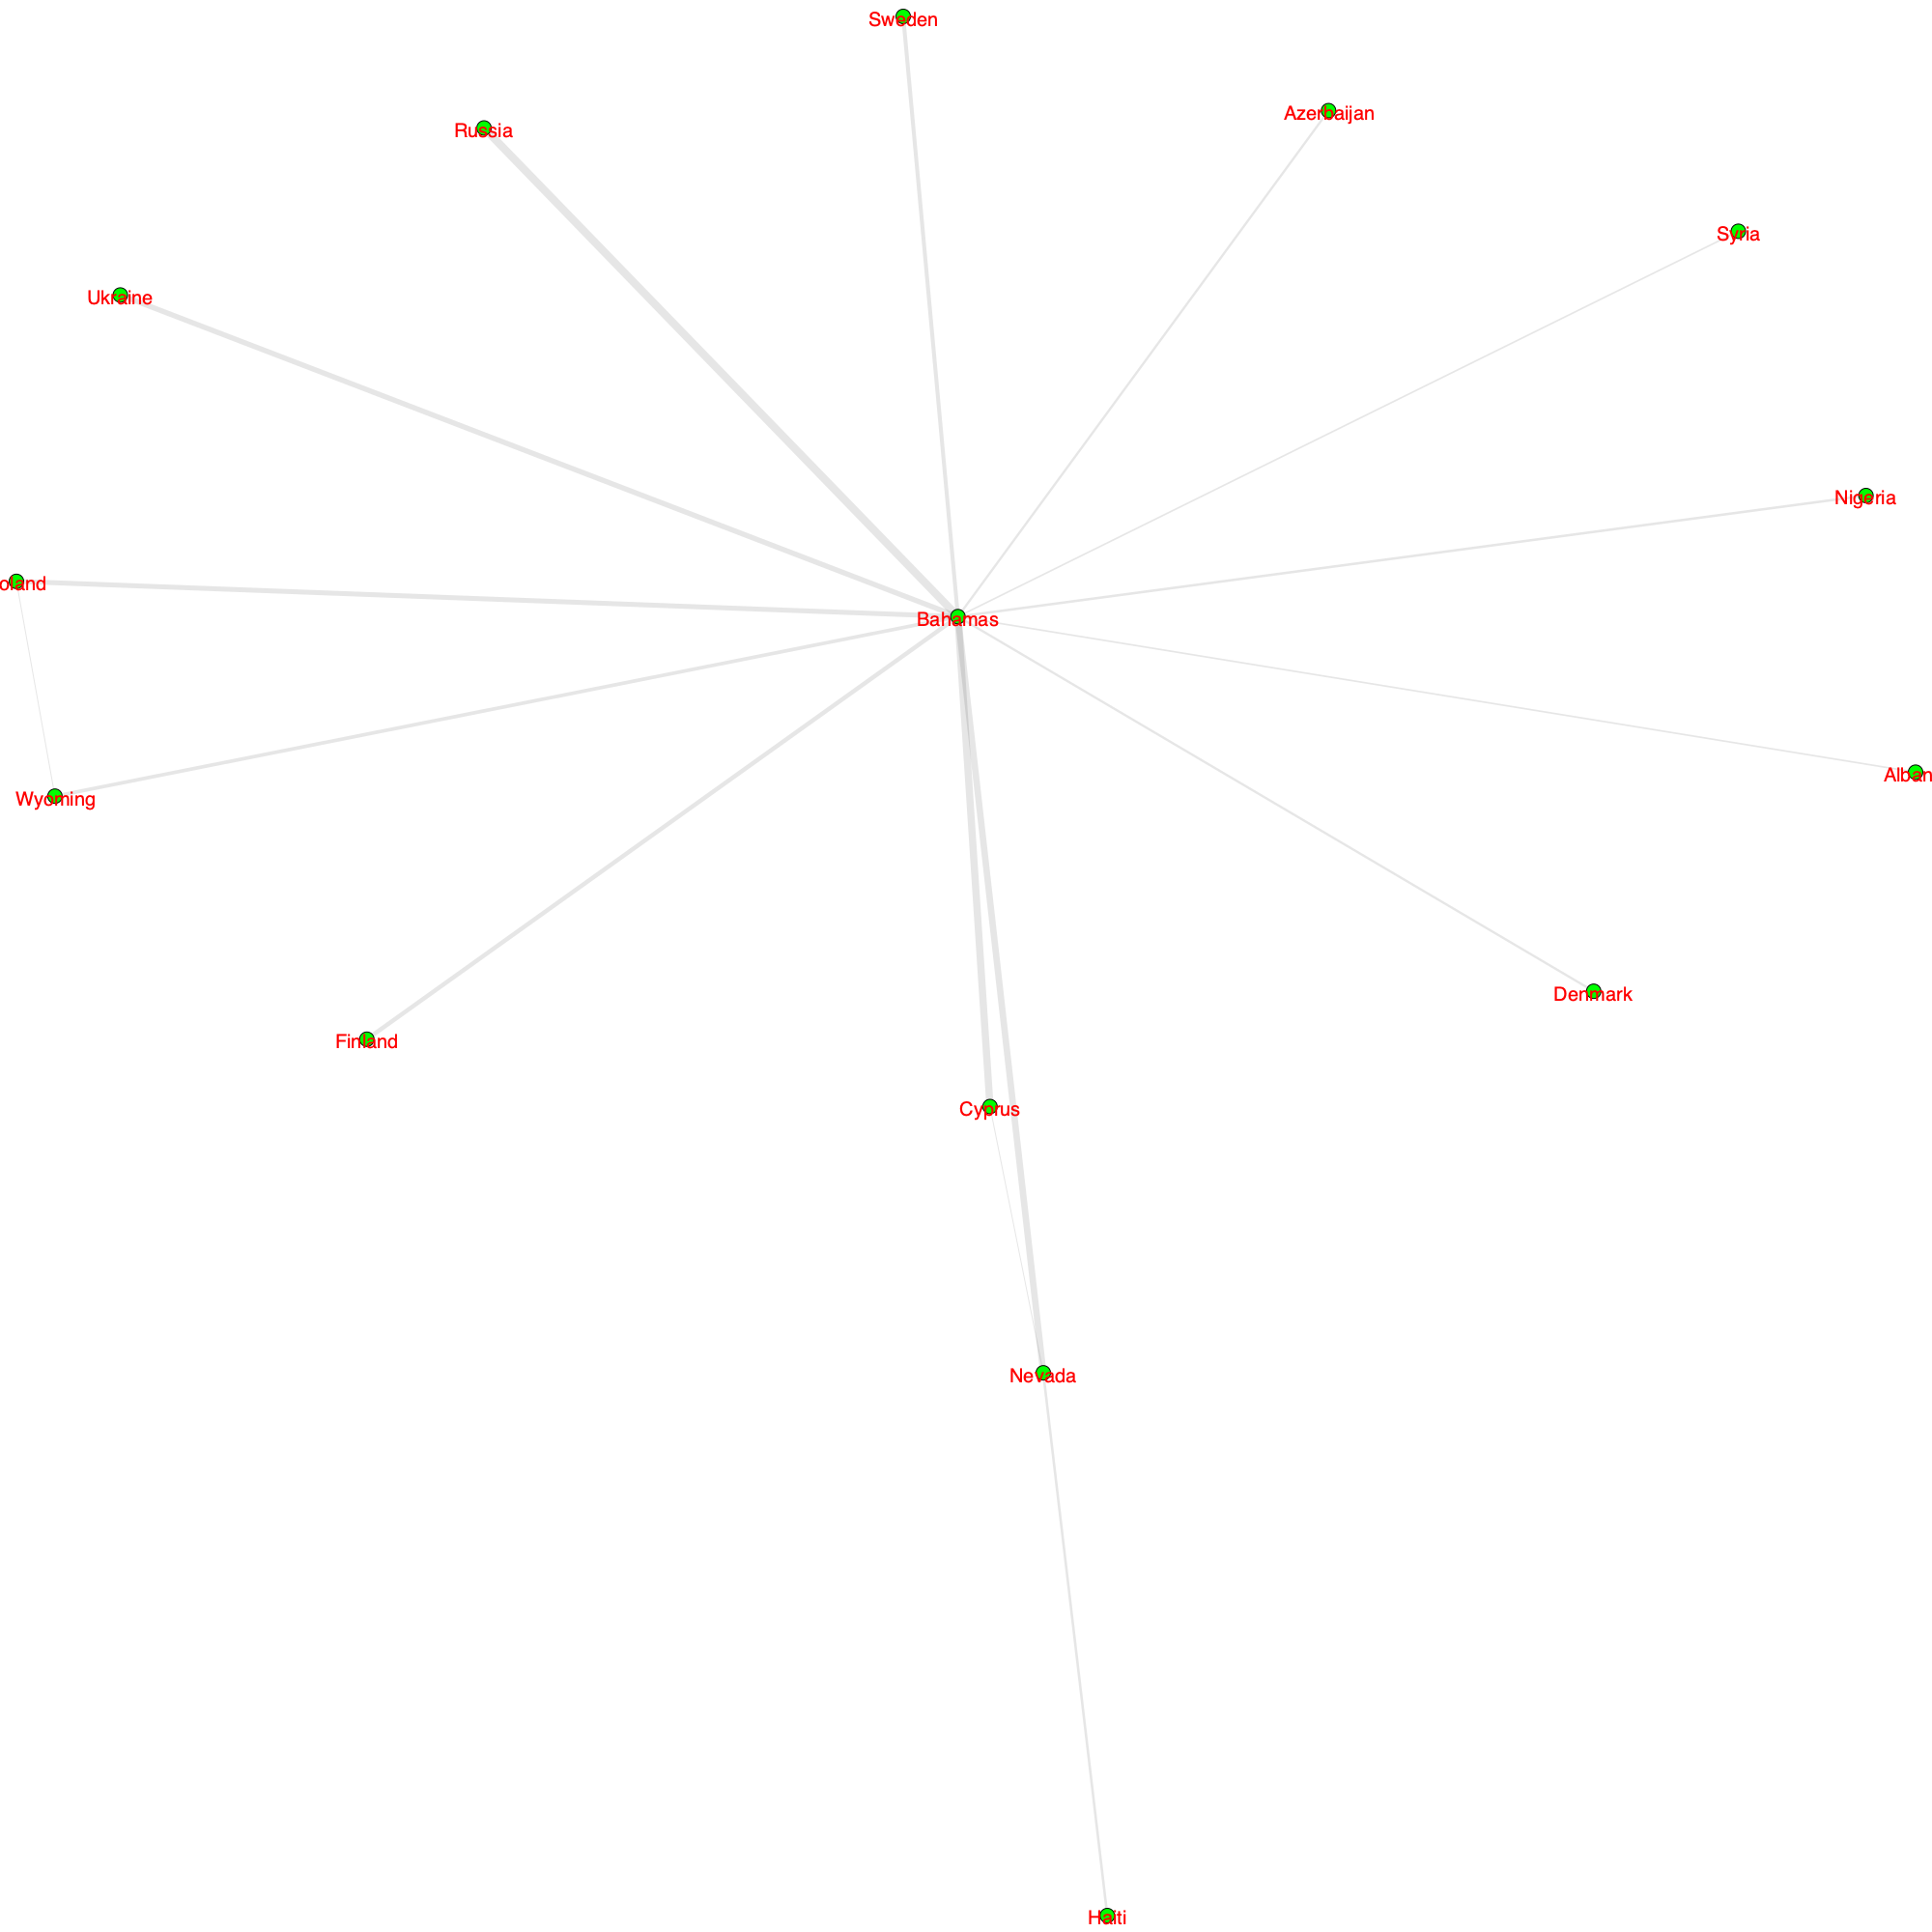 Sweden
Azerbaijan
Russia
Syria
Ukraine
Nigeria
oland
Bahamas
Alban
Wyoming
Denmark
Finland
Cyprus
Nevada
Haiti